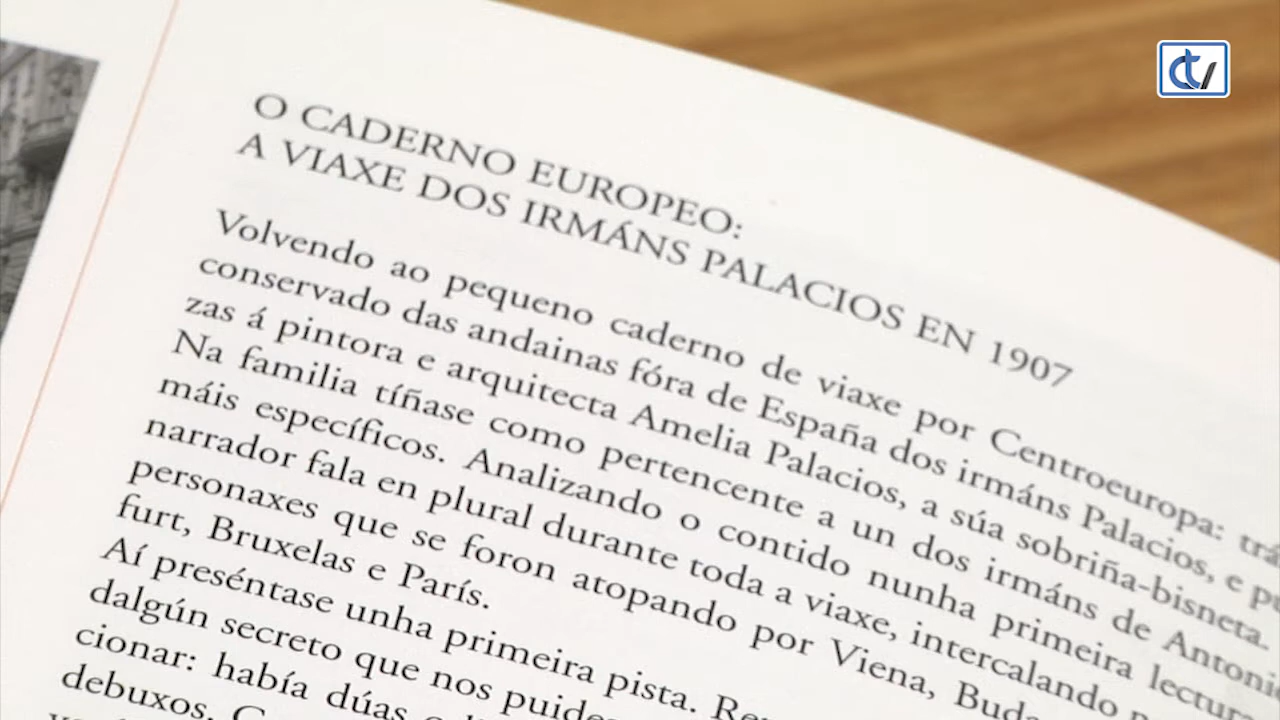 O CADERNO EUROPEO:
A VIAXE DOS IRMÁNS PALACIOS EN 1907
Volvendo ao pequeno caderno de viaxe por Centroeuropa:
conservado das andainas fóra de España dos irmáns Palacios, e
zas á pintora e arquitecta Amelia Palacios, a súa sobriña-bisneta.
Na familia tíñase como pertencente a un dos irmáns de
máis específicos. Analizando o contido nunha primeira
narrador fala en plural durante toda a viaxe, intercalando
personaxes que se foron atopando por Viena,
furt, Bruxelas e París.
Aí preséntase unha primeira pista.
dalgún secreto que nos
cionar: había dúas
debuxos.